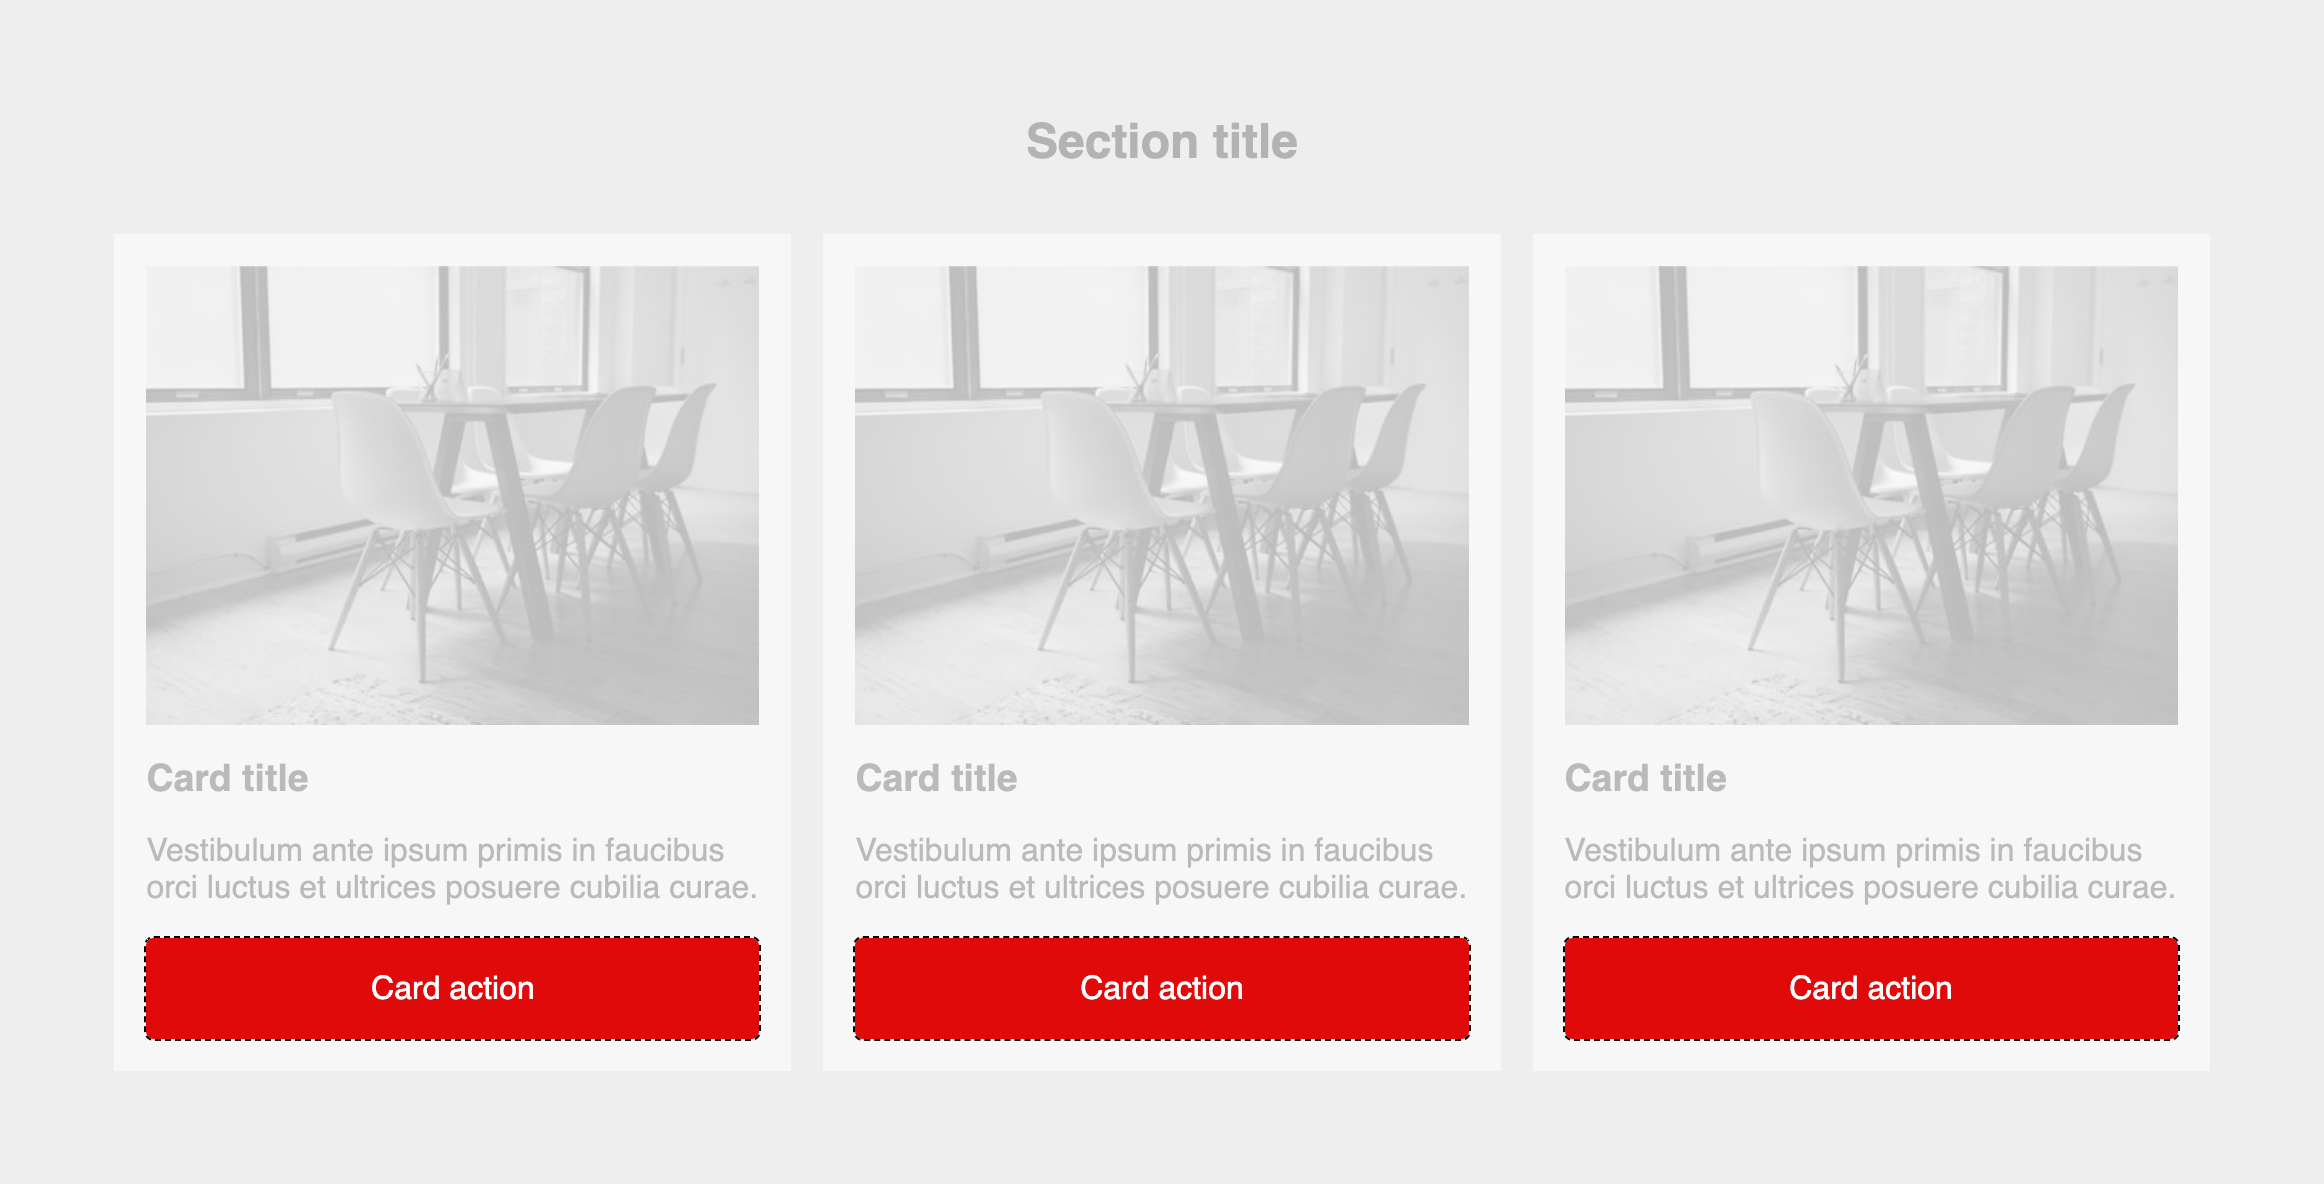 Section title
Card title
Vestibulum ante ipsum primis in faucibus
orci luctus et ultrices posuere cubilia curae.
Card action
Card title
Vestibulum ante ipsum primis in faucibus
orci luctus et ultrices posuere cubilia curae.
Card action
Card title
Vestibulum ante ipsum primis in faucibus
orci luctus et ultrices posuere cubilia curae.
Card action